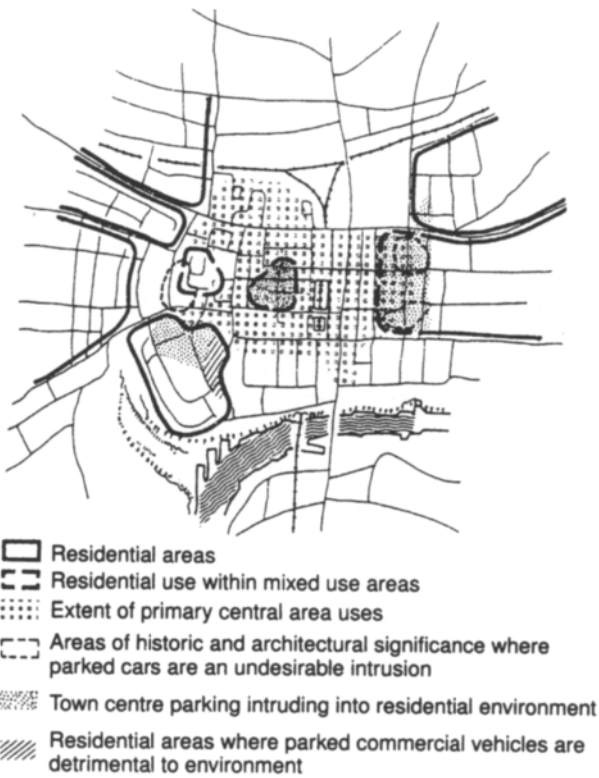 Residential areas
Residential use within mixed use areas
Extent of primary central area uses
Areas of historic and architectural significance where
parked cars are an undesirable intrusion
Town centre parking intruding into residential environment
Residential areas where parked commercial vehicles are
detrimental to environment